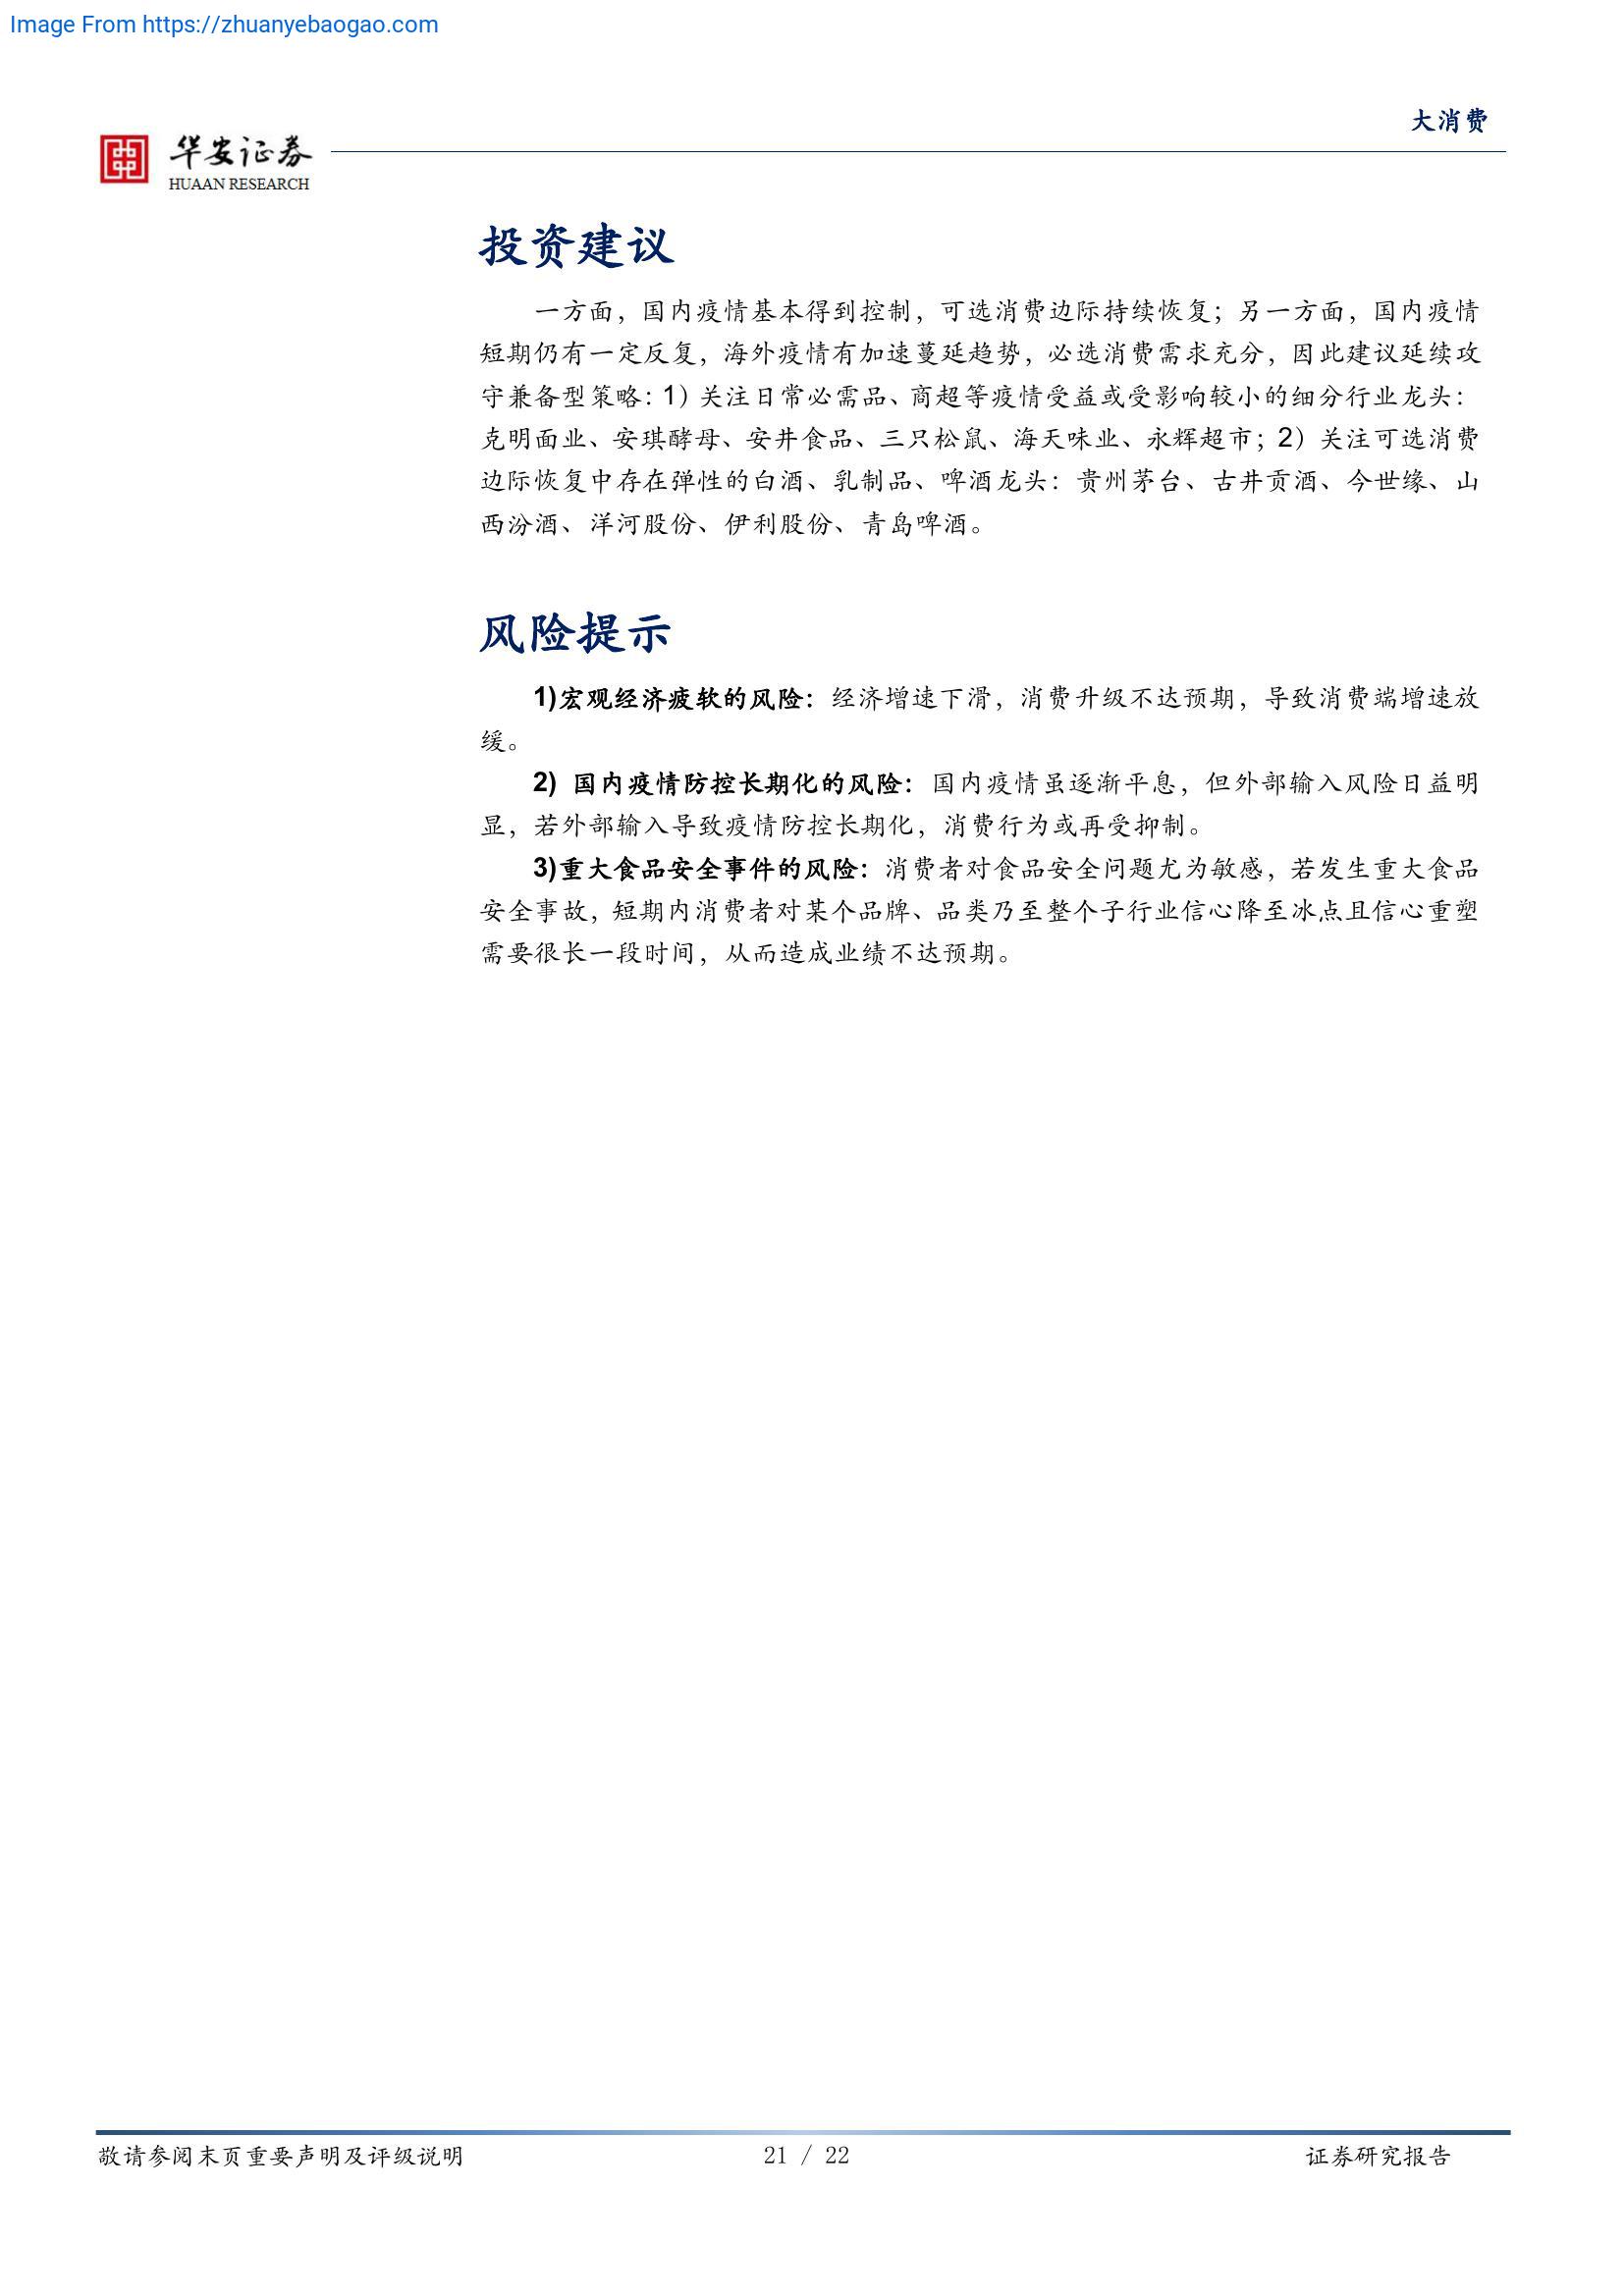 Image From https://zhuanyebaogao.com
大消费
华安证券
HUAAN RESEARCH
投资建议
一方面，国内疫情基本得到控制，可选消费边际持续恢复；另一方面，国内疫情
短期仍有一定反复，海外疫情有加速蔓延趋势，必选消费需求充分，因此建议延续攻
守兼备型策略：1）关注日常必需品、商超等疫情受益或受影响较小的细分行业龙头：
克明面业、安琪酵母、安井食品、三只松鼠、海天味业、永辉超市；2）关注可选消费
边际恢复中存在弹性的白酒、乳制品、啤酒龙头：贵州茅台、古井贡酒、今世缘、山
西汾酒、洋河股份、伊利股份、青岛啤酒。
风险提示
1)宏观经济疲软的风险：经济增速下滑，消费升级不达预期，导致消费端增速放
缓。
2) 国内疫情防控长期化的风险：国内疫情虽逐渐平息，但外部输入风险日益明
显，若外部输入导致疫情防控长期化，消费行为或再受抑制。
3)重大食品安全事件的风险：消费者对食品安全问题尤为敏感，若发生重大食品
安全事故，短期内消费者对某个品牌、品类乃至整个子行业信心降至冰点且信心重塑
需要很长一段时间，从而造成业绩不达预期。
敬请参阅末页重要声明及评级说明
21 / 22
证券研究报告